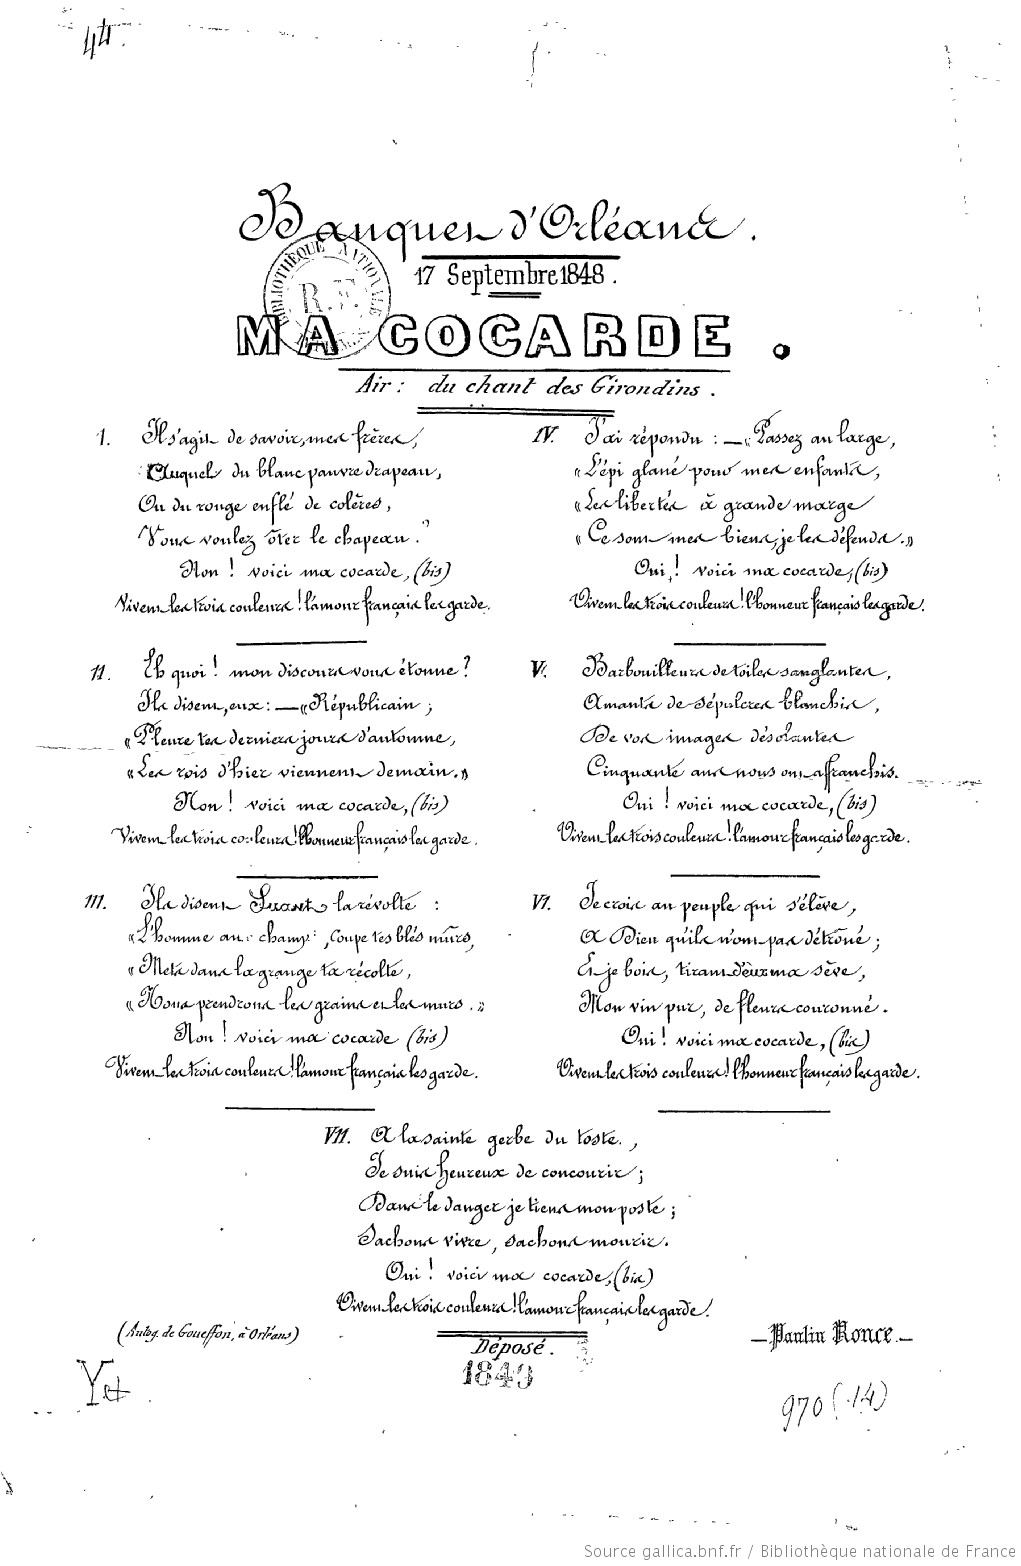 44.
Banquet d'Orléans.
17 Septembre 1848.
BIBLIOTHÈQUE NATIONALE
R.F.
MA COCARDE.
Air : du chant des Girondins.
I. Il s'agit de savoir, mes frères,
Auquel du blanc pauvre drapeau,
Ou du rouge enflé de colères,
Vous voulez ôter le chapeau ?
Non ! voici ma cocarde, (bis)
Vivent les trois couleurs ! l'amour français les garde.
II. Eh quoi ! mon discours vous étonne ?
Ils disent, eux : — « Républicain ;
« Pleure tes derniers jours d'automne,
« Les rois d'hier viennent demain. »
Non ! voici ma cocarde, (bis)
Vivent les trois couleurs ! l'honneur français les garde.
III. Ils disent la révolte :
« L'homme aux champs, coupe tes blés mûrs,
« Mets dans la grange ta récolte,
« Nous prendrons les grains et les murs. »
Non ! voici ma cocarde (bis)
Vivent les trois couleurs ! l'amour français les garde.
IV. J'ai répondu : — « Passez au large,
« L'épi glané pour mes enfants,
« Les libertés à grande marge
« Ce sont mes biens, je les défends. »
Oui ! voici ma cocarde, (bis)
Vivent les trois couleurs ! l'honneur français les garde.
V. Barbouilleurs de toiles sanglantes,
Amants de sépulcres blanchis,
De vos images désolantes
Cinquante ans nous ont affranchis.
Oui ! voici ma cocarde, (bis)
Vivent les trois couleurs ! l'amour français les garde.
VI. Je crois au peuple qui s'élève,
A Dieu qu'ils n'ont pas détrôné ;
Et je bois, tirant d'eux ma sève,
Mon vin pur, de fleurs couronné.
Oui ! voici ma cocarde, (bis)
Vivent les trois couleurs ! l'honneur français les garde.
VII. A la sainte gerbe du toste,
Je suis heureux de concourir ;
Dans le danger je tiens mon poste ;
Sachons vivre, sachons mourir.
Oui ! voici ma cocarde, (bis)
Vivent les trois couleurs ! l'amour français les garde !
(Autog. de Goueffon, à Orléans)
— Paulin Ronce. —
Déposé.
1849
Ye
970 (14)
Source gallica.bnf.fr / Bibliothèque nationale de France